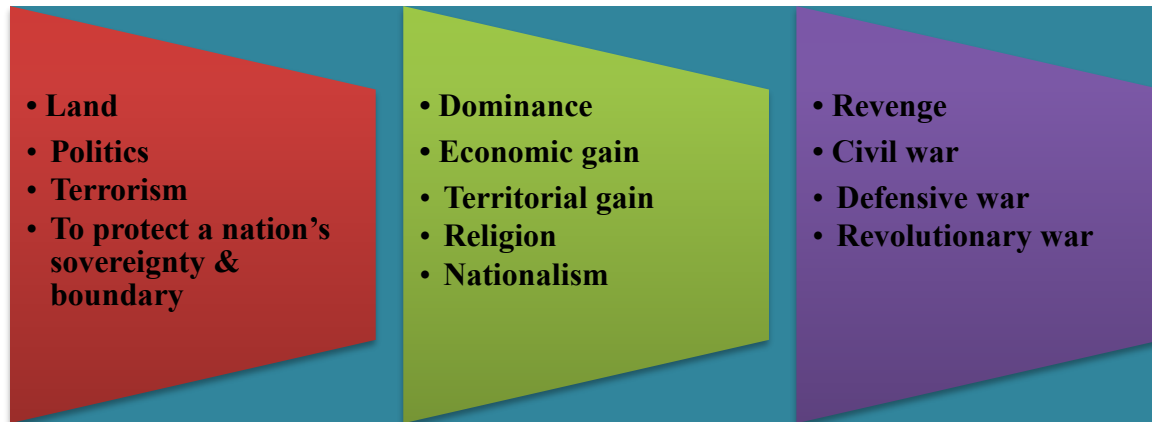 • Land
• Politics
• Terrorism
• To protect a nation’s
sovereignty &
boundary
• Dominance
• Economic gain
• Territorial gain
• Religion
• Nationalism
• Revenge
• Civil war
• Defensive war
• Revolutionary war